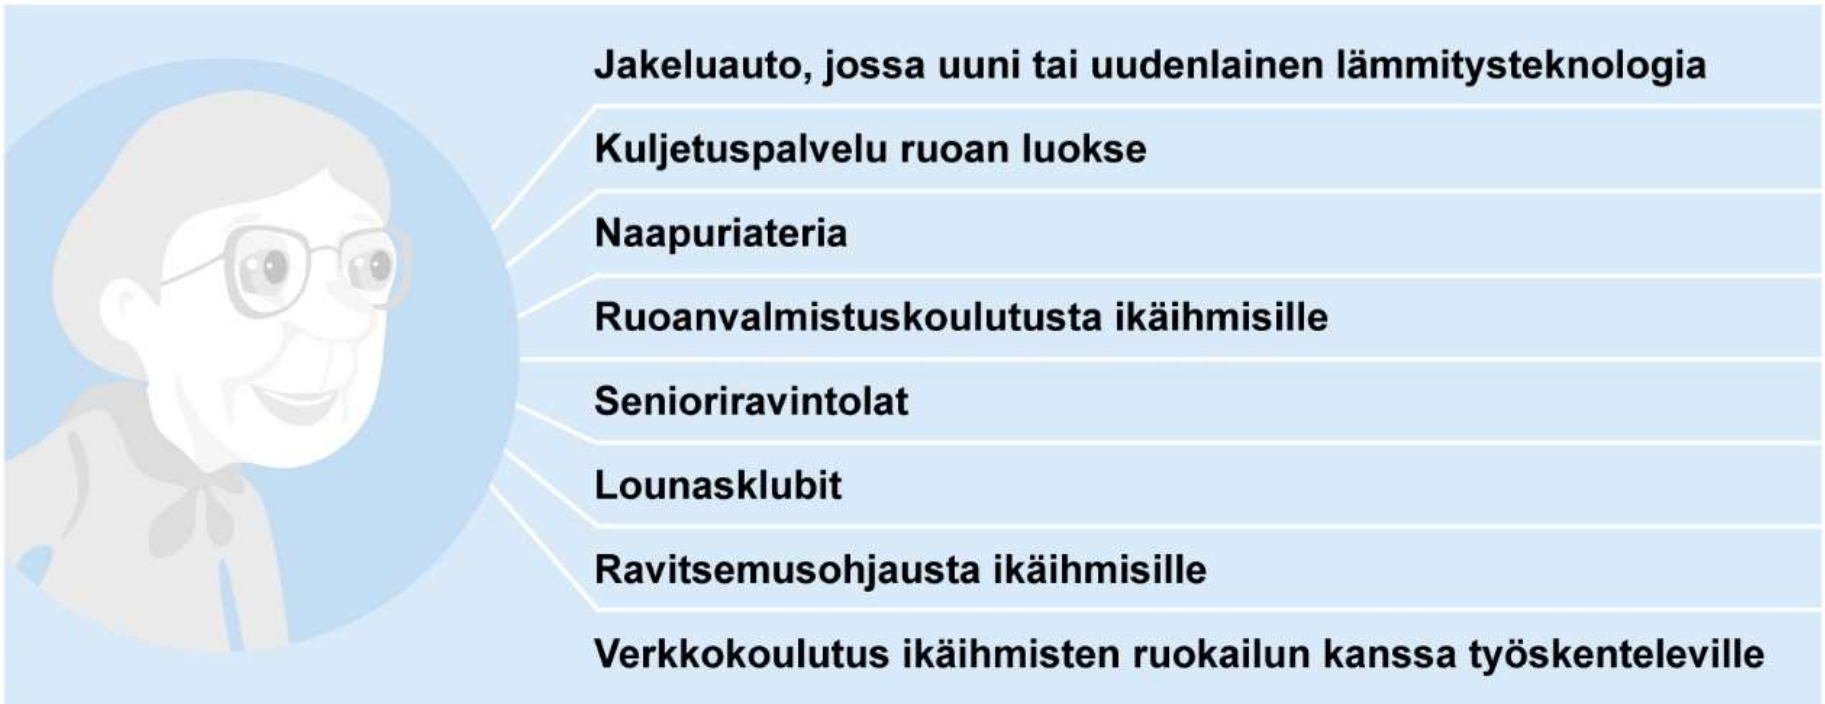 Jakeluauto, jossa uuni tai uudenlainen lämmitysteknologia
Kuljetuspalvelu ruoan luokse
Naapuriateria
Ruoanvalmistuskoulutusta ikäihmisille
Senioriravintolat
Lounasklubit
Ravitsemusohjausta ikäihmisille
Verkkokoulutus ikäihmisten ruokailun kanssa työskenteleville